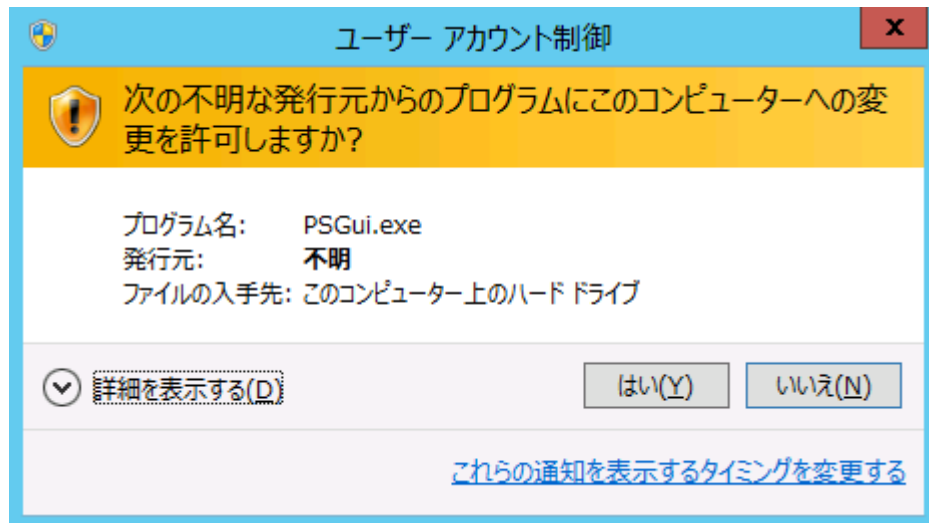 ユーザー アカウント制御
次の不明な発行元からのプログラムにこのコンピューターへの変
更を許可しますか?
プログラム名: PSGui.exe
発行元: 不明
ファイルの入手先: このコンピューター上のハード ドライブ
詳細を表示する(D) はい(Y) いいえ(N)
これらの通知を表示するタイミングを変更する